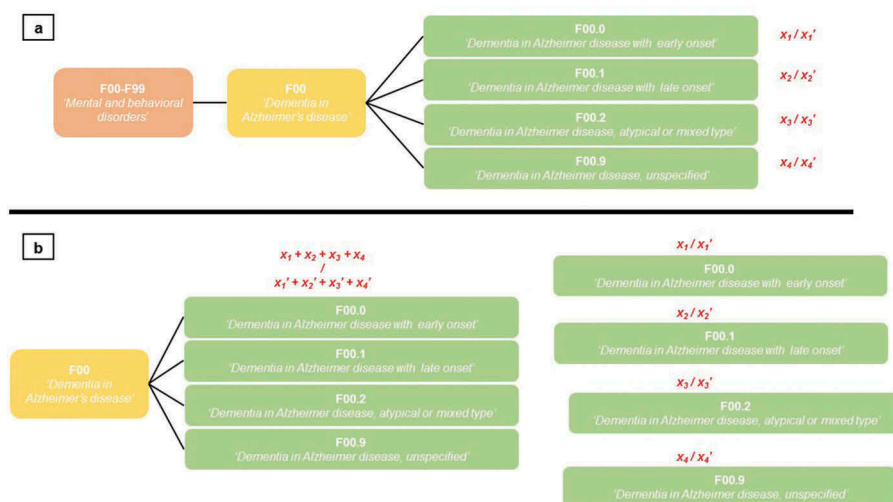 a
F00-F99
'Mental and behavioral
disorders'
F00
'Dementia in
Alzheimer's disease'
F00.0
'Dementia in Alzheimer disease with early onset'
x₁ / x₁'
F00.1
'Dementia in Alzheimer disease with late onset'
x₂ / x₂'
F00.2
'Dementia in Alzheimer disease, atypical or mixed type'
x₃ / x₃'
F00.9
'Dementia in Alzheimer disease, unspecified'
x₄ / x₄'
b
F00
'Dementia in
Alzheimer's disease'
x₁ + x₂ + x₃ + x₄
/
x₁' + x₂' + x₃' + x₄'
F00.0
'Dementia in Alzheimer disease with early onset'
F00.1
'Dementia in Alzheimer disease with late onset'
F00.2
'Dementia in Alzheimer disease, atypical or mixed type'
F00.9
'Dementia in Alzheimer disease, unspecified'
x₁ / x₁'
F00.0
'Dementia in Alzheimer disease with early onset'
x₂ / x₂'
F00.1
'Dementia in Alzheimer disease with late onset'
x₃ / x₃'
F00.2
'Dementia in Alzheimer disease, atypical or mixed type'
x₄ / x₄'
F00.9
'Dementia in Alzheimer disease, unspecified'